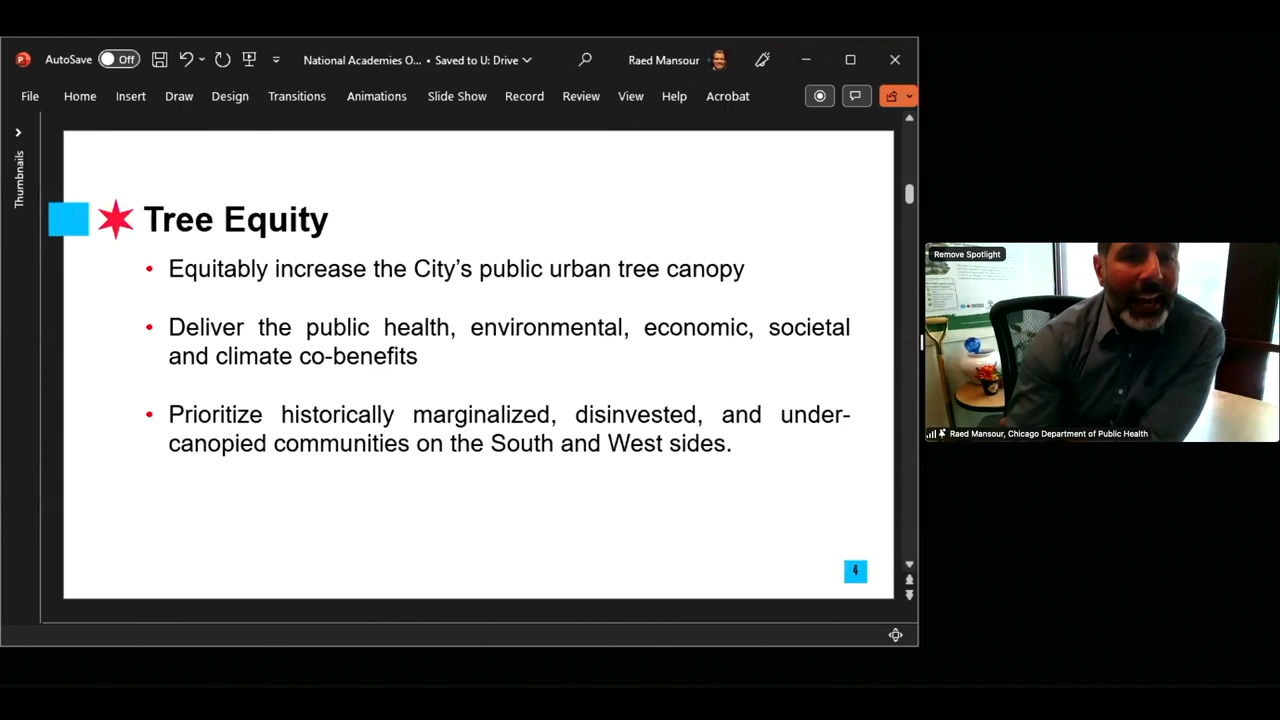 AutoSave Off National Academies O... • Saved to U: Drive Raed Mansour
File Home Insert Draw Design Transitions Animations Slide Show Record Review View Help Acrobat
Thumbnails
Tree Equity
• Equitably increase the City’s public urban tree canopy
• Deliver the public health, environmental, economic, societal
and climate co-benefits
• Prioritize historically marginalized, disinvested, and under-
canopied communities on the South and West sides.
4
Remove Spotlight
Raed Mansour, Chicago Department of Public Health